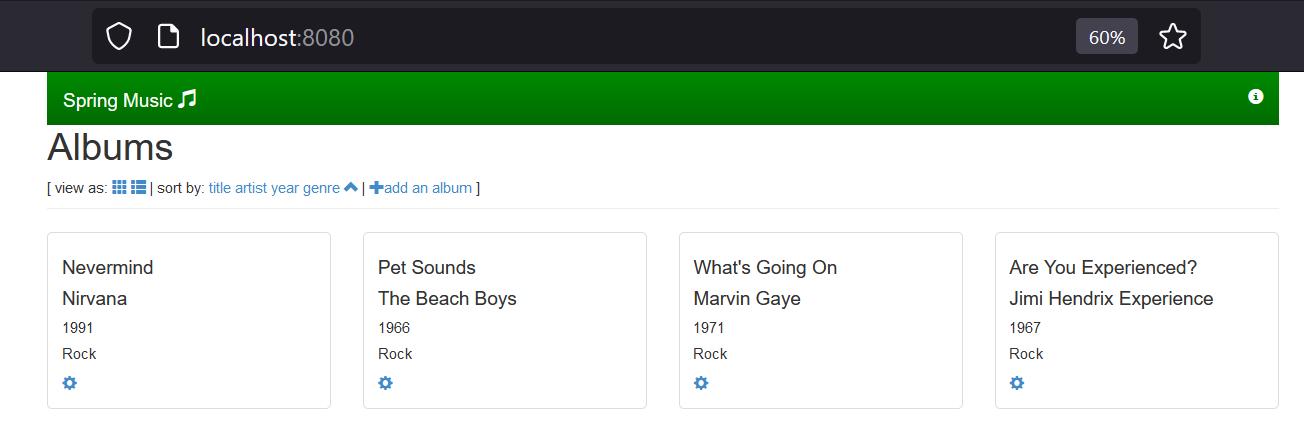 localhost:8080
60%
Spring Music
Albums
[ view as: | sort by: title artist year genre | add an album ]
Nevermind
Nirvana
1991
Rock
Pet Sounds
The Beach Boys
1966
Rock
What's Going On
Marvin Gaye
1971
Rock
Are You Experienced?
Jimi Hendrix Experience
1967
Rock